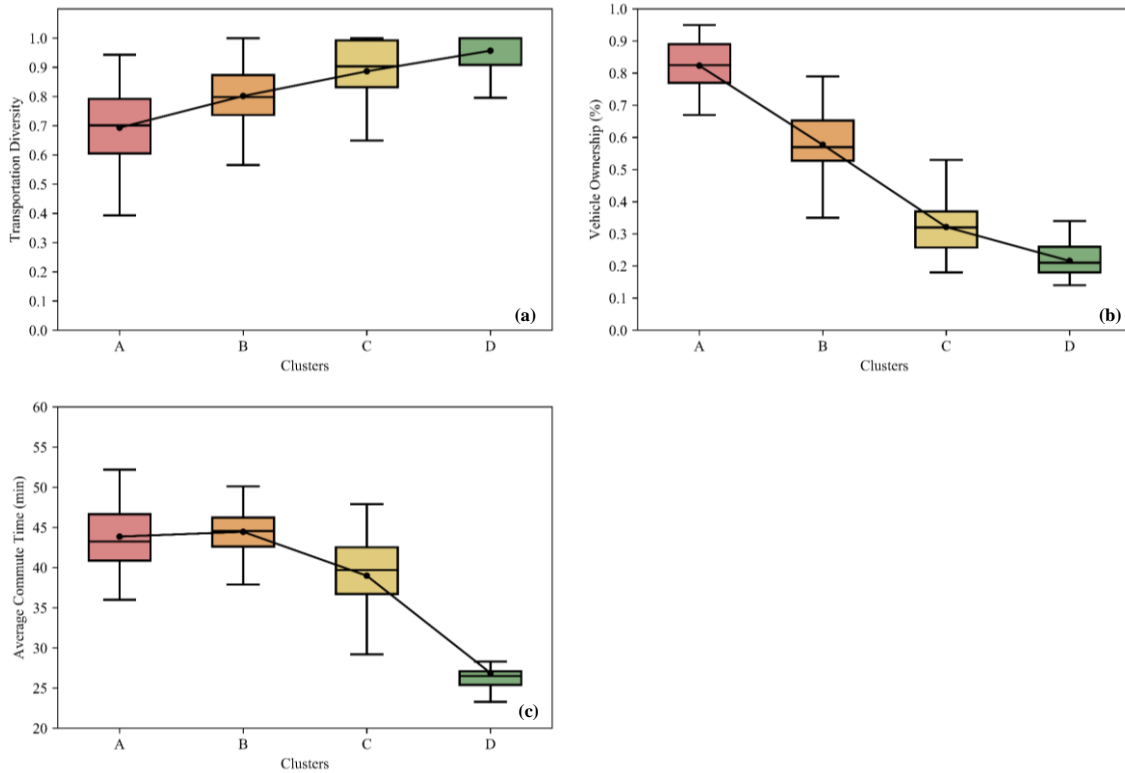 Transportation Diversity
1.0
0.9
0.8
0.7
0.6
0.5
0.4
0.3
0.2
0.1
0.0
A B C D
Clusters
(a)
Vehicle Ownership (%)
1.0
0.9
0.8
0.7
0.6
0.5
0.4
0.3
0.2
0.1
0.0
A B C D
Clusters
(b)
Average Commute Time (min)
60
55
50
45
40
35
30
25
20
A B C D
Clusters
(c)